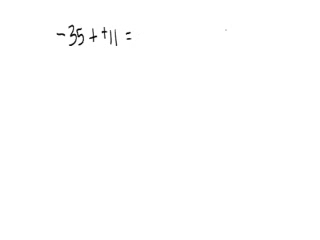 -35 + +11 =